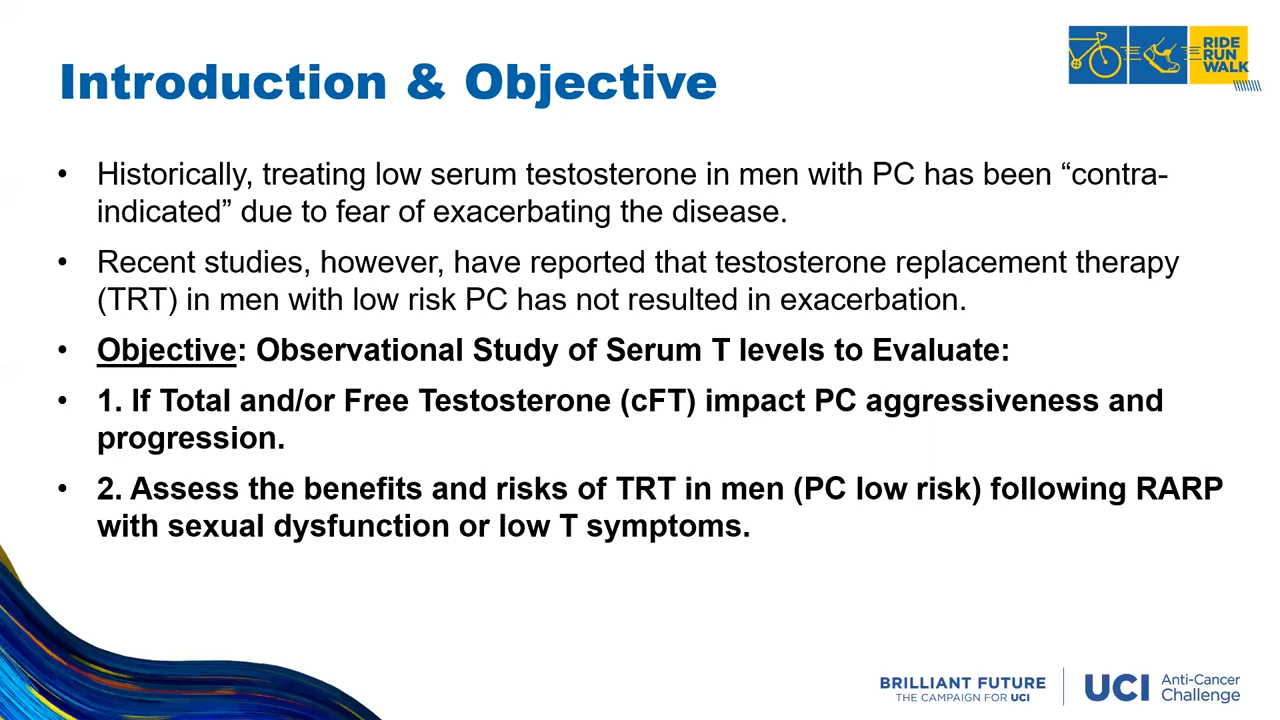 Introduction & Objective
RIDE
RUN
WALK
• Historically, treating low serum testosterone in men with PC has been “contra-
indicated” due to fear of exacerbating the disease.
• Recent studies, however, have reported that testosterone replacement therapy
(TRT) in men with low risk PC has not resulted in exacerbation.
• Objective: Observational Study of Serum T levels to Evaluate:
• 1. If Total and/or Free Testosterone (cFT) impact PC aggressiveness and
progression.
• 2. Assess the benefits and risks of TRT in men (PC low risk) following RARP
with sexual dysfunction or low T symptoms.
BRILLIANT FUTURE
THE CAMPAIGN FOR UCI
UCI Anti-Cancer
Challenge